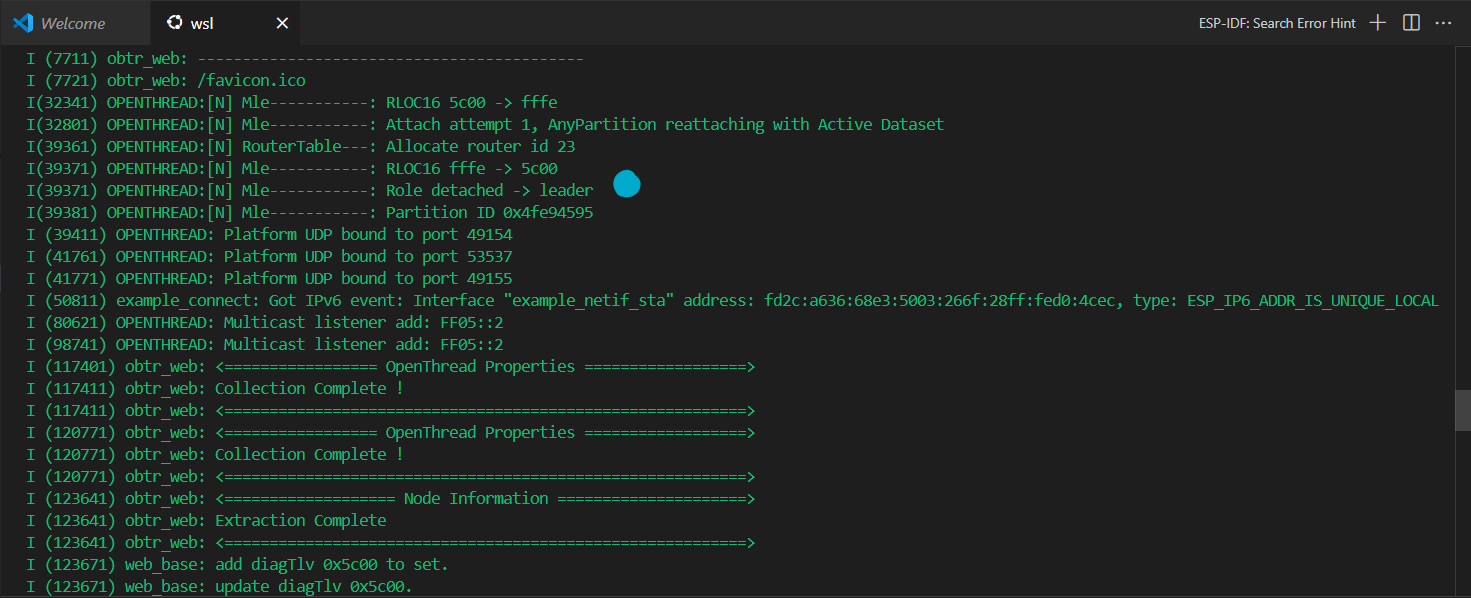 Welcome
wsl
ESP-IDF: Search Error Hint
I (7711) obtr_web: -------------------------------------------
I (7721) obtr_web: /favicon.ico
I(32341) OPENTHREAD:[N] Mle-----------: RLOC16 5c00 -> fffe
I(32801) OPENTHREAD:[N] Mle-----------: Attach attempt 1, AnyPartition reattaching with Active Dataset
I(39361) OPENTHREAD:[N] RouterTable---: Allocate router id 23
I(39371) OPENTHREAD:[N] Mle-----------: RLOC16 fffe -> 5c00
I(39371) OPENTHREAD:[N] Mle-----------: Role detached -> leader
I(39381) OPENTHREAD:[N] Mle-----------: Partition ID 0x4fe94595
I (39411) OPENTHREAD: Platform UDP bound to port 49154
I (41761) OPENTHREAD: Platform UDP bound to port 53537
I (41771) OPENTHREAD: Platform UDP bound to port 49155
I (50811) example_connect: Got IPv6 event: Interface "example_netif_sta" address: fd2c:a636:68e3:5003:266f:28ff:fed0:4cec, type: ESP_IP6_ADDR_IS_UNIQUE_LOCAL
I (80621) OPENTHREAD: Multicast listener add: FF05::2
I (98741) OPENTHREAD: Multicast listener add: FF05::2
I (117401) obtr_web: <================= OpenThread Properties ==================>
I (117411) obtr_web: Collection Complete !
I (117411) obtr_web: <==========================================================>
I (120771) obtr_web: <================= OpenThread Properties ==================>
I (120771) obtr_web: Collection Complete !
I (120771) obtr_web: <==========================================================>
I (123641) obtr_web: <=================== Node Information =====================>
I (123641) obtr_web: Extraction Complete
I (123641) obtr_web: <==========================================================>
I (123671) web_base: add diagTlv 0x5c00 to set.
I (123671) web_base: update diagTlv 0x5c00.